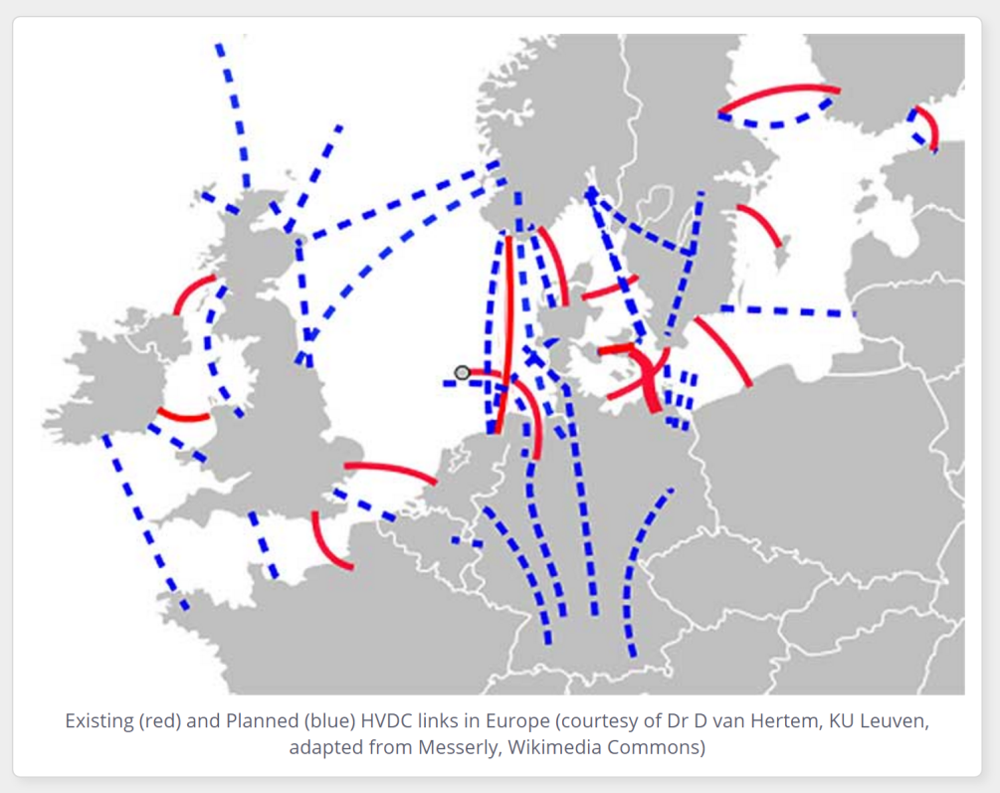 Existing (red) and Planned (blue) HVDC links in Europe (courtesy of Dr D van Hertem, KU Leuven,
adapted from Messerly, Wikimedia Commons)